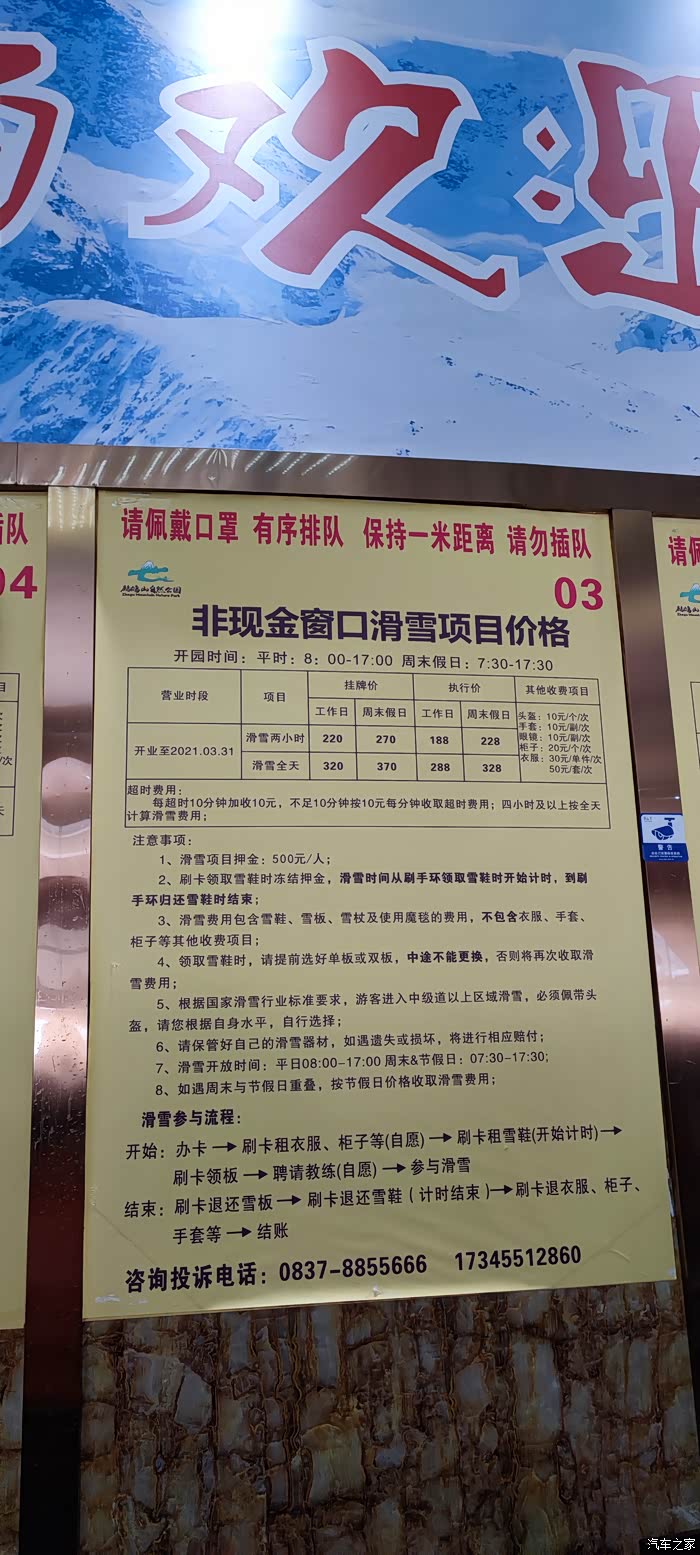 欢迎
插队
04
请佩戴口罩 有序排队 保持一米距离 请勿插队
03
鹧鸪山自然公园
Zhegu Mountain Nature Park
非现金窗口滑雪项目价格
开园时间:平时:8:00-17:00 周末假日:7:30-17:30
营业时段 项目 挂牌价 执行价 其他收费项目
工作日 周末假日 工作日 周末假日
开业至2021.03.31
滑雪两小时 220 270 188 228
滑雪全天 320 370 288 328
头盔:10元/个/次
手套:10元/副/次
眼镜:10元/副/次
柜子:20元/个/次
衣服:30元/单件/次
50元/套/次
超时费用:
每超时10分钟加收10元,不足10分钟按10元每分钟收取超时费用;四小时及以上按全天
计算滑雪费用;
注意事项:
1、滑雪项目押金:500元/人;
2、刷卡领取雪鞋时冻结押金,滑雪时间从刷手环领取雪鞋时开始计时,到刷
手环归还雪鞋时结束;
3、滑雪费用包含雪鞋、雪板、雪杖及使用魔毯的费用,不包含衣服、手套、
柜子等其他收费项目;
4、领取雪鞋时,请提前选好单板或双板,中途不能更换,否则将再次收取滑
雪费用;
5、根据国家滑雪行业标准要求,游客进入中级道以上区域滑雪,必须佩带头
盔,请您根据自身水平,自行选择;
6、请保管好自己的滑雪器材,如遇遗失或损坏,将进行相应赔付;
7、滑雪开放时间:平日08:00-17:00 周末&节假日:07:30-17:30;
8、如遇周末与节假日重叠,按节假日价格收取滑雪费用;
滑雪参与流程:
开始:办卡→刷卡租衣服、柜子等(自愿)→刷卡租雪鞋(开始计时)→
刷卡领板→聘请教练(自愿)→参与滑雪
结束:刷卡退还雪板→刷卡退还雪鞋(计时结束)→刷卡退衣服、柜子、
手套等→结账
咨询投诉电话:0837-8855666 17345512860
请佩
警告
汽车之家